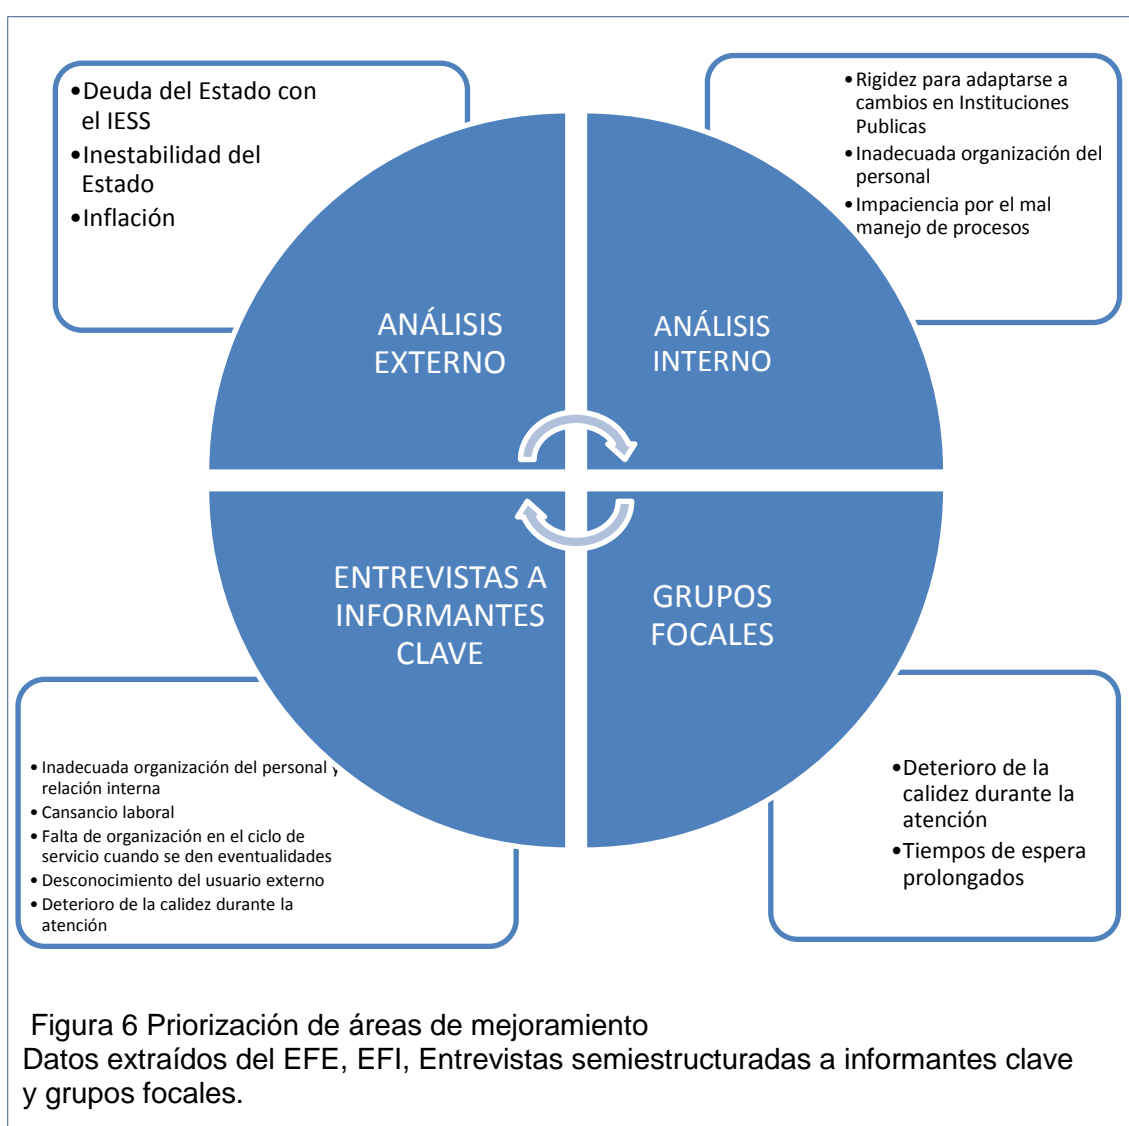 •Deuda del Estado con
el IESS
•Inestabilidad del
Estado
•Inflación
•Rigidez para adaptarse a
cambios en Instituciones
Publicas
•Inadecuada organización del
personal
•Impaciencia por el mal
manejo de procesos
ANÁLISIS
EXTERNO
ANÁLISIS
INTERNO
ENTREVISTAS A
INFORMANTES
CLAVE
GRUPOS
FOCALES
•Inadecuada organización del personal y
relación interna
•Cansancio laboral
•Falta de organización en el ciclo de
servicio cuando se den eventualidades
•Desconocimiento del usuario externo
•Deterioro de la calidez durante la
atención
•Deterioro de la
calidez durante la
atención
•Tiempos de espera
prolongados
Figura 6 Priorización de áreas de mejoramiento
Datos extraídos del EFE, EFI, Entrevistas semiestructuradas a informantes clave
y grupos focales.